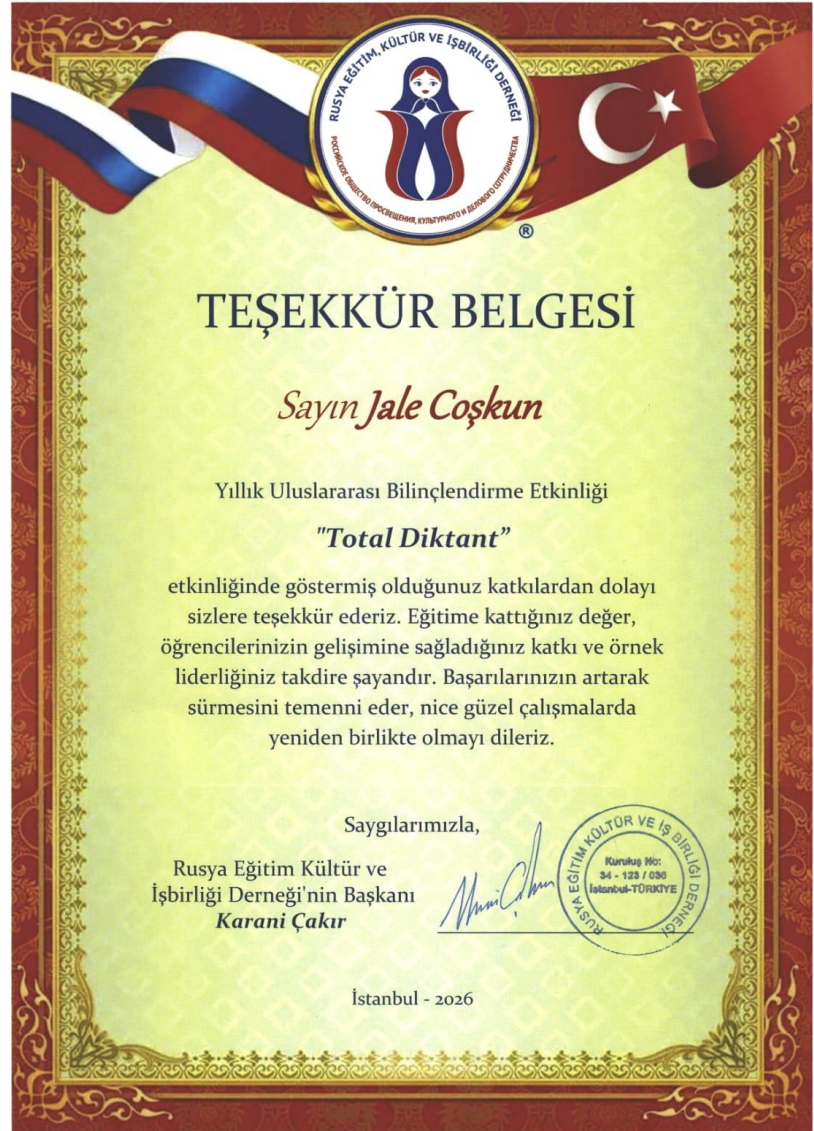 RUSYA EĞİTİM, KÜLTÜR VE İŞBİRLİĞİ DERNEĞİ
РОССИЙСКОЕ ОБЩЕСТВО ПРОСВЕЩЕНИЯ, КУЛЬТУРНОГО И ДЕЛОВОГО СОТРУДНИЧЕСТВА
®
TEŞEKKÜR BELGESİ
Sayın Jale Coşkun
Yıllık Uluslararası Bilinçlendirme Etkinliği
"Total Diktant”
etkinliğinde göstermiş olduğunuz katkılardan dolayı
sizlere teşekkür ederiz. Eğitime kattığınız değer,
öğrencilerinizin gelişimine sağladığınız katkı ve örnek
liderliğiniz takdire şayandır. Başarılarınızın artarak
sürmesini temenni eder, nice güzel çalışmalarda
yeniden birlikte olmayı dileriz.
Saygılarımızla,
Rusya Eğitim Kültür ve
İşbirliği Derneği'nin Başkanı
Karani Çakır
RUSYA EĞİTİM KÜLTÜR VE İŞ BİRLİĞİ DERNEĞİ
Kuruluş No:
34 - 123 / 036
İstanbul-TÜRKİYE
İstanbul - 2026